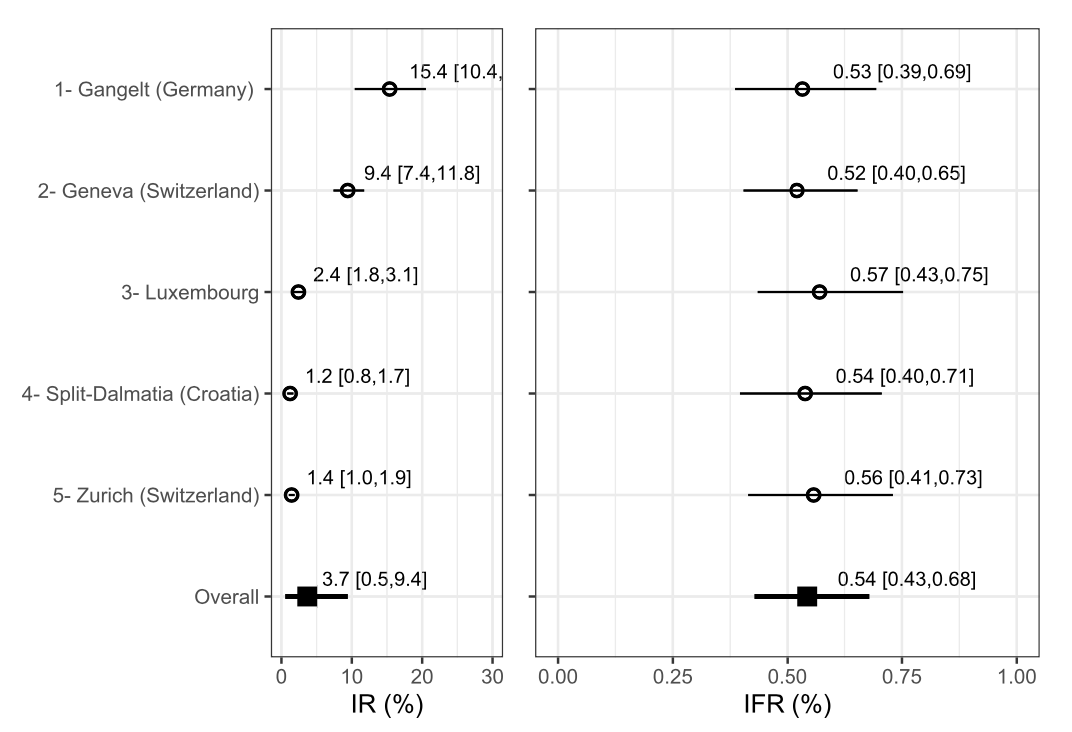 1- Gangelt (Germany)
15.4 [10.4,
0.53 [0.39,0.69]
2- Geneva (Switzerland)
9.4 [7.4,11.8]
0.52 [0.40,0.65]
3- Luxembourg
2.4 [1.8,3.1]
0.57 [0.43,0.75]
4- Split-Dalmatia (Croatia)
1.2 [0.8,1.7]
0.54 [0.40,0.71]
5- Zurich (Switzerland)
1.4 [1.0,1.9]
0.56 [0.41,0.73]
Overall
3.7 [0.5,9.4]
0.54 [0.43,0.68]
0 10 20 30
0.00 0.25 0.50 0.75 1.00
IR (%)
IFR (%)